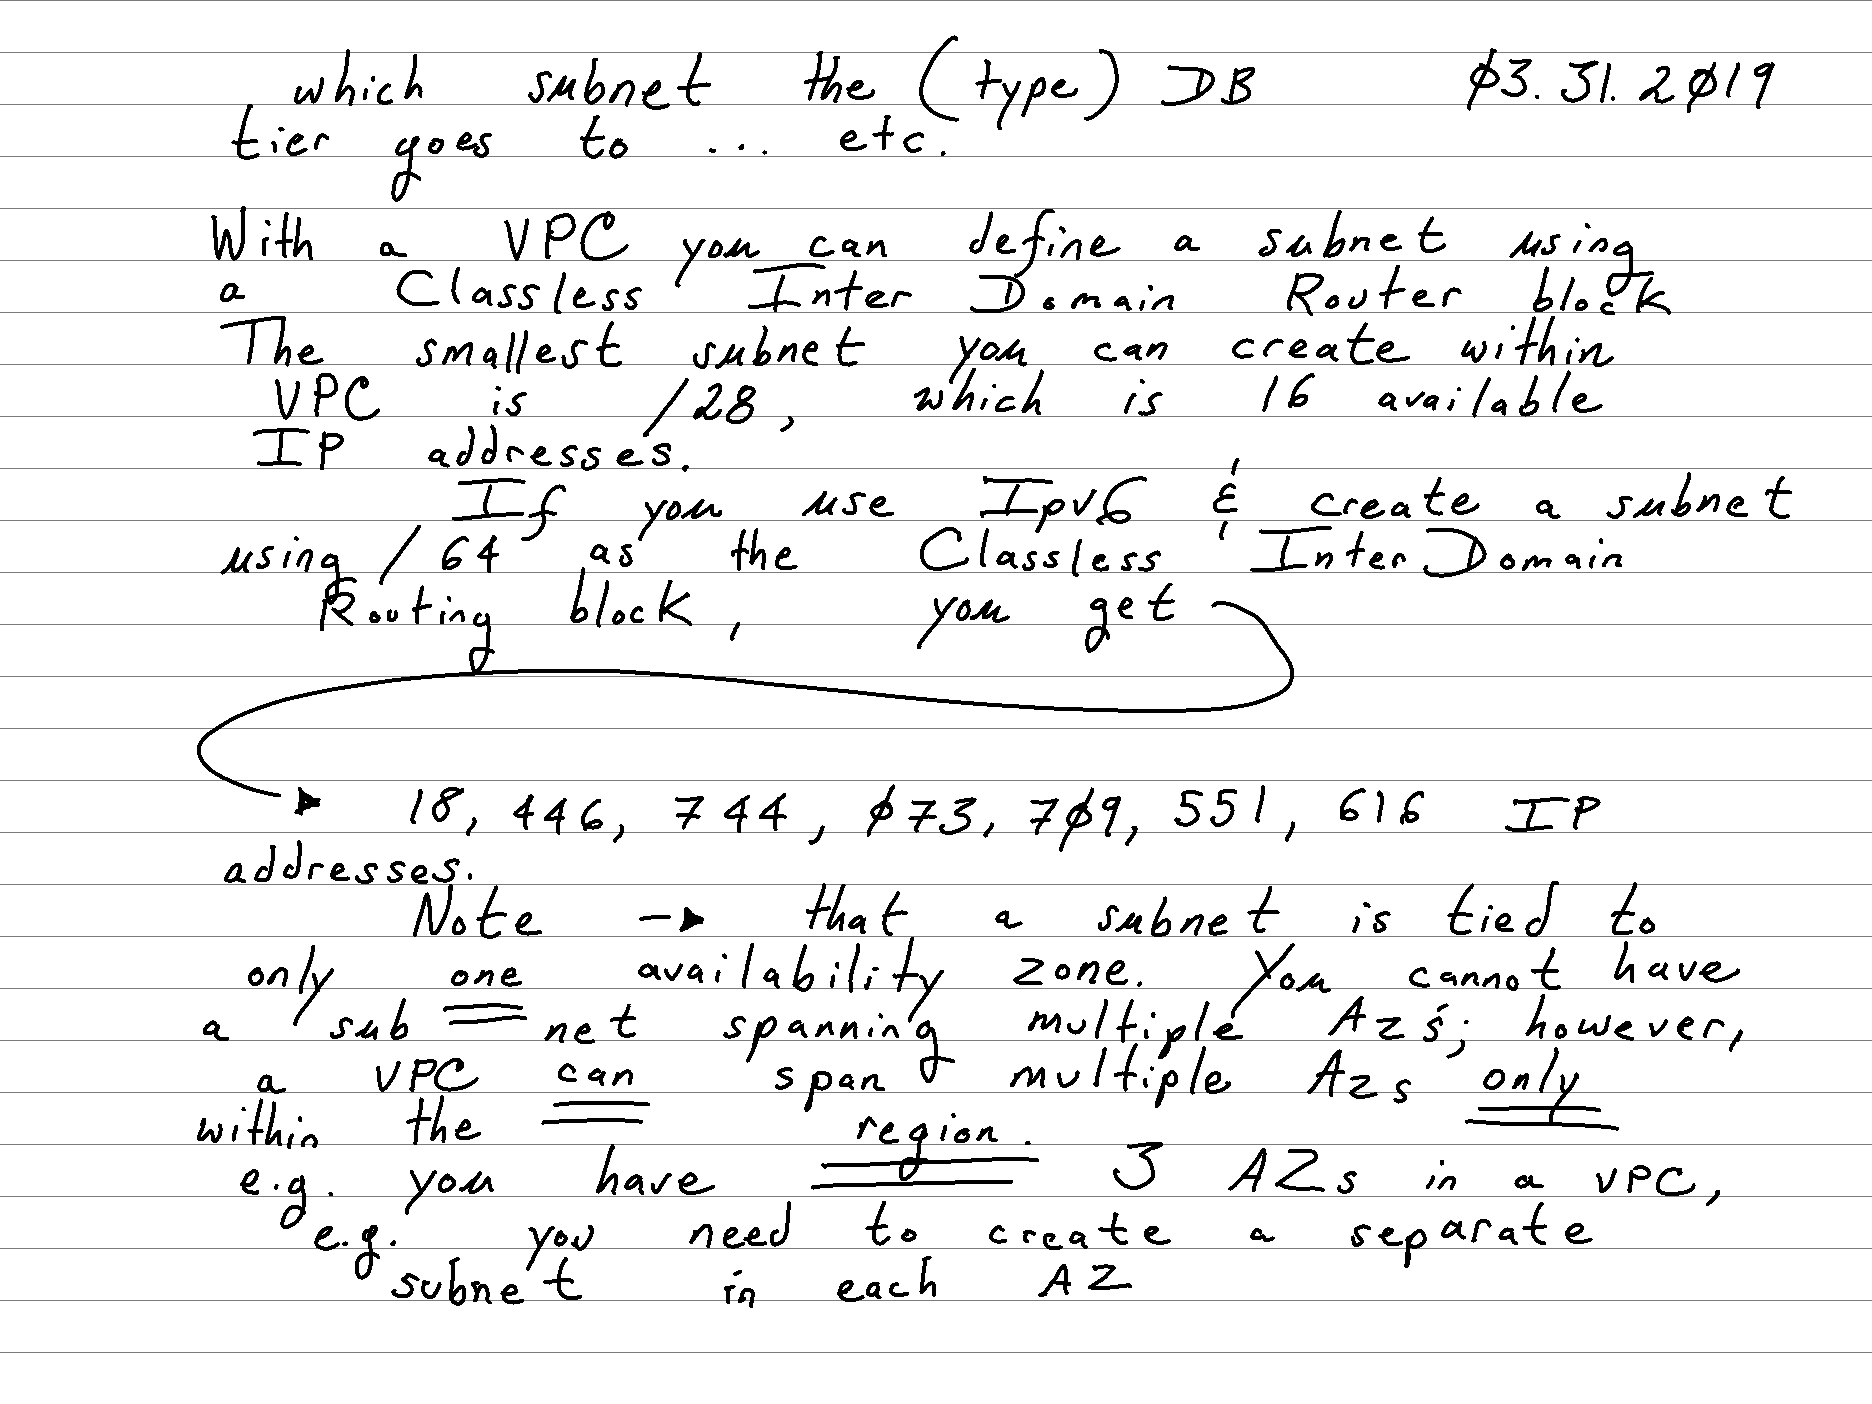 which subnet the (type) DB ø3.31.2ø19
tier goes to ... etc.
With a VPC you can define a subnet using
a Classless Inter Domain Router block
The smallest subnet you can create within
VPC is /28, which is 16 available
IP addresses.
If you use Ipv6 & create a subnet
using /64 as the Classless Inter Domain
Routing block, you get
18, 446, 744, ø73, 7ø9, 551, 616 IP
addresses.
Note → that a subnet is tied to
only one availability zone. You cannot have
a sub net spanning multiple Azs; however,
a VPC can span multiple Azs only
within the region.
e.g. you have 3 AZs in a VPC,
e.g. you need to create a separate
subnet in each AZ